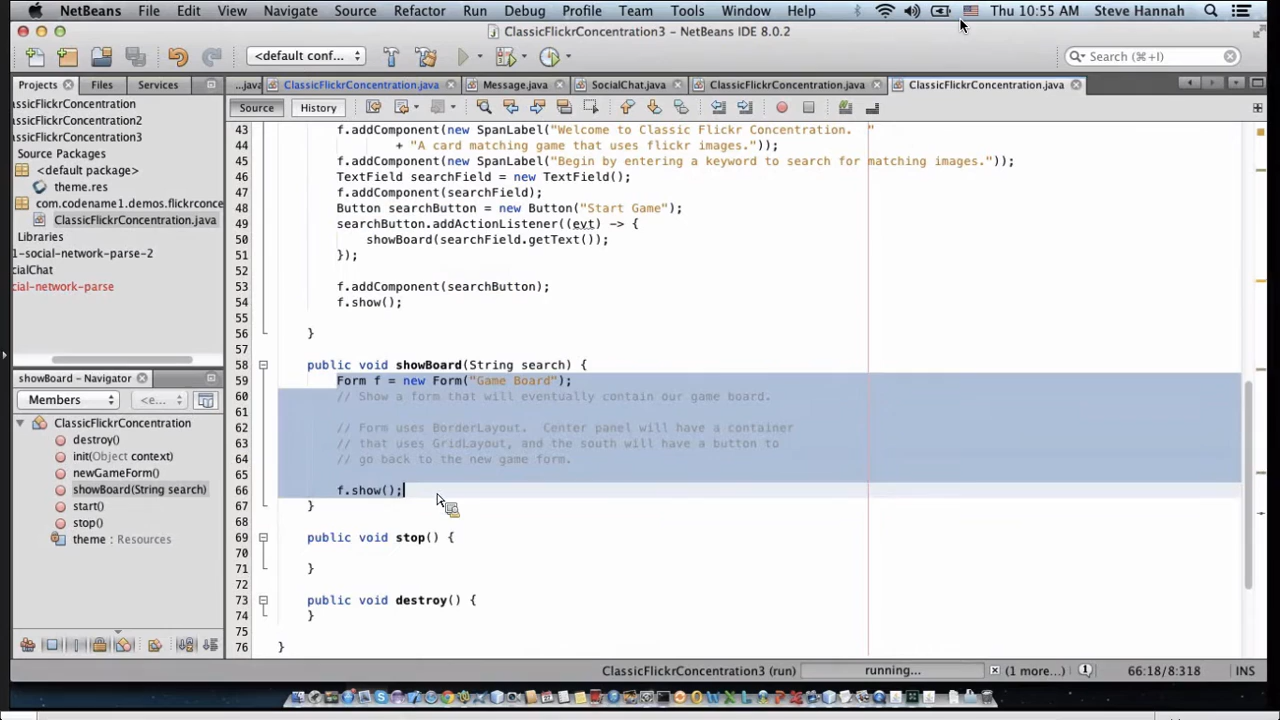 NetBeans File Edit View Navigate Source Refactor Run Debug Profile Team Tools Window Help Thu 10:55 AM Steve Hannah
ClassicFlickrConcentration3 – NetBeans IDE 8.0.2
<default conf... Search (⌘+I)
Projects Files Services ...java ClassicFlickrConcentration.java Message.java SocialChat.java ClassicFlickrConcentration.java ClassicFlickrConcentration.java
Source History
assicFlickrConcentration
assicFlickrConcentration2
assicFlickrConcentration3
Source Packages
<default package>
theme.res
com.codename1.demos.flickrconce
ClassicFlickrConcentration.java
Libraries
1-social-network-parse-2
cialChat
cial-network-parse
43 f.addComponent(new SpanLabel("Welcome to Classic Flickr Concentration. "
44 + "A card matching game that uses flickr images."));
45 f.addComponent(new SpanLabel("Begin by entering a keyword to search for matching images."));
46 TextField searchField = new TextField();
47 f.addComponent(searchField);
48 Button searchButton = new Button("Start Game");
49 searchButton.addActionListener((evt) -> {
50 showBoard(searchField.getText());
51 });
52
53 f.addComponent(searchButton);
54 f.show();
55
56 }
57
58 public void showBoard(String search) {
59 Form f = new Form("Game Board");
60 // Show a form that will eventually contain our game board.
61
62 // Form uses BorderLayout. Center panel will have a container
63 // that uses GridLayout, and the south will have a button to
64 // go back to the new game form.
65
66 f.show();
67 }
68
69 public void stop() {
70
71 }
72
73 public void destroy() {
74 }
75
76 }
showBoard – Navigator
Members <e...
ClassicFlickrConcentration
destroy()
init(Object context)
newGameForm()
showBoard(String search)
start()
stop()
theme : Resources
ClassicFlickrConcentration3 (run) running... (1 more...) 66:18/8:318 INS